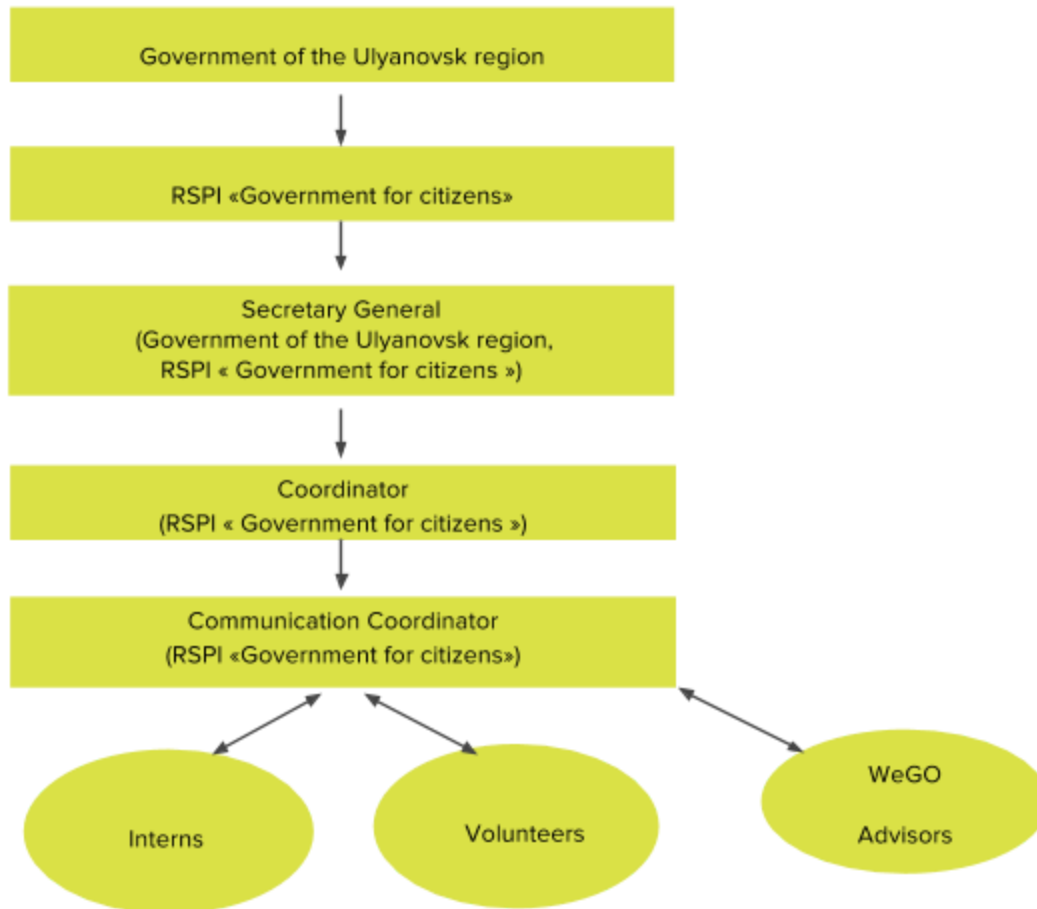 Government of the Ulyanovsk region
RSPI «Government for citizens»
Secretary General
(Government of the Ulyanovsk region,
RSPI « Government for citizens »)
Coordinator
(RSPI « Government for citizens »)
Communication Coordinator
(RSPI «Government for citizens»)
Interns
Volunteers
WeGO
Advisors